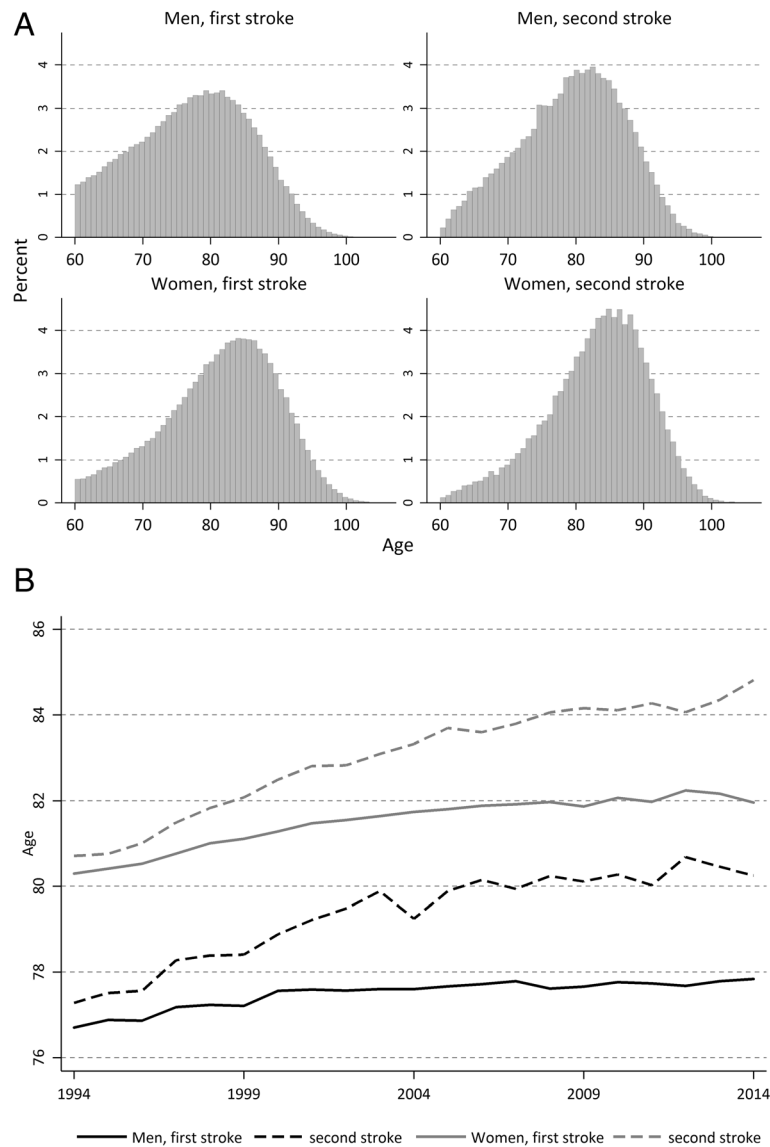 A
Men, first stroke
Men, second stroke
4
3
2
1
0
60 70 80 90 100
4
3
2
1
0
60 70 80 90 100
Percent
Women, first stroke
Women, second stroke
4
3
2
1
0
60 70 80 90 100
4
3
2
1
0
60 70 80 90 100
Age
B
86
84
82
80
78
76
Age
1994 1999 2004 2009 2014
Men, first stroke second stroke Women, first stroke second stroke